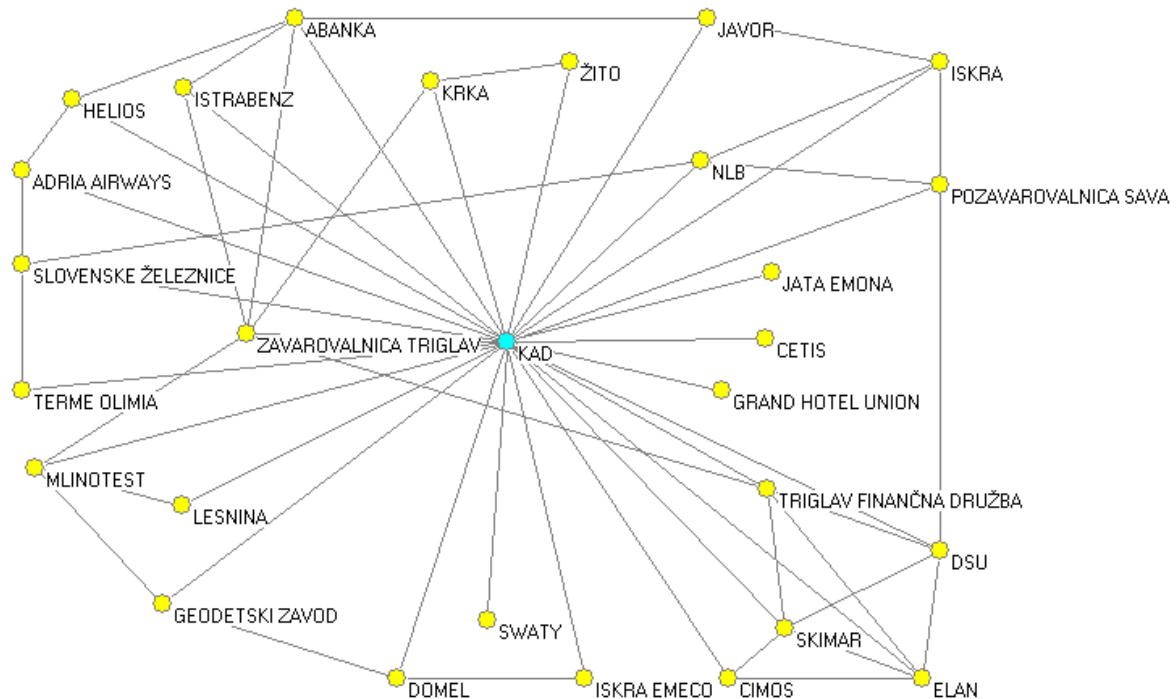 ABANKA
JAVOR
ŽITO
ISKRA
KRKA
ISTRABENZ
HELIOS
NLB
ADRIA AIRWAYS
POZAVAROVALNICA SAVA
SLOVENSKE ŽELEZNICE
JATA EMONA
ZAVAROVALNICA TRIGLAV
KAD
CETIS
TERME OLIMIA
GRAND HOTEL UNION
MLINOTEST
TRIGLAV FINANČNA DRUŽBA
LESNINA
DSU
GEODETSKI ZAVOD
SWATY
SKIMAR
DOMEL
ISKRA EMECO
CIMOS
ELAN